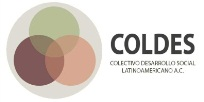 COLDES
COLECTIVO DESARROLLO SOCIAL
LATINOAMERICANO A.C.